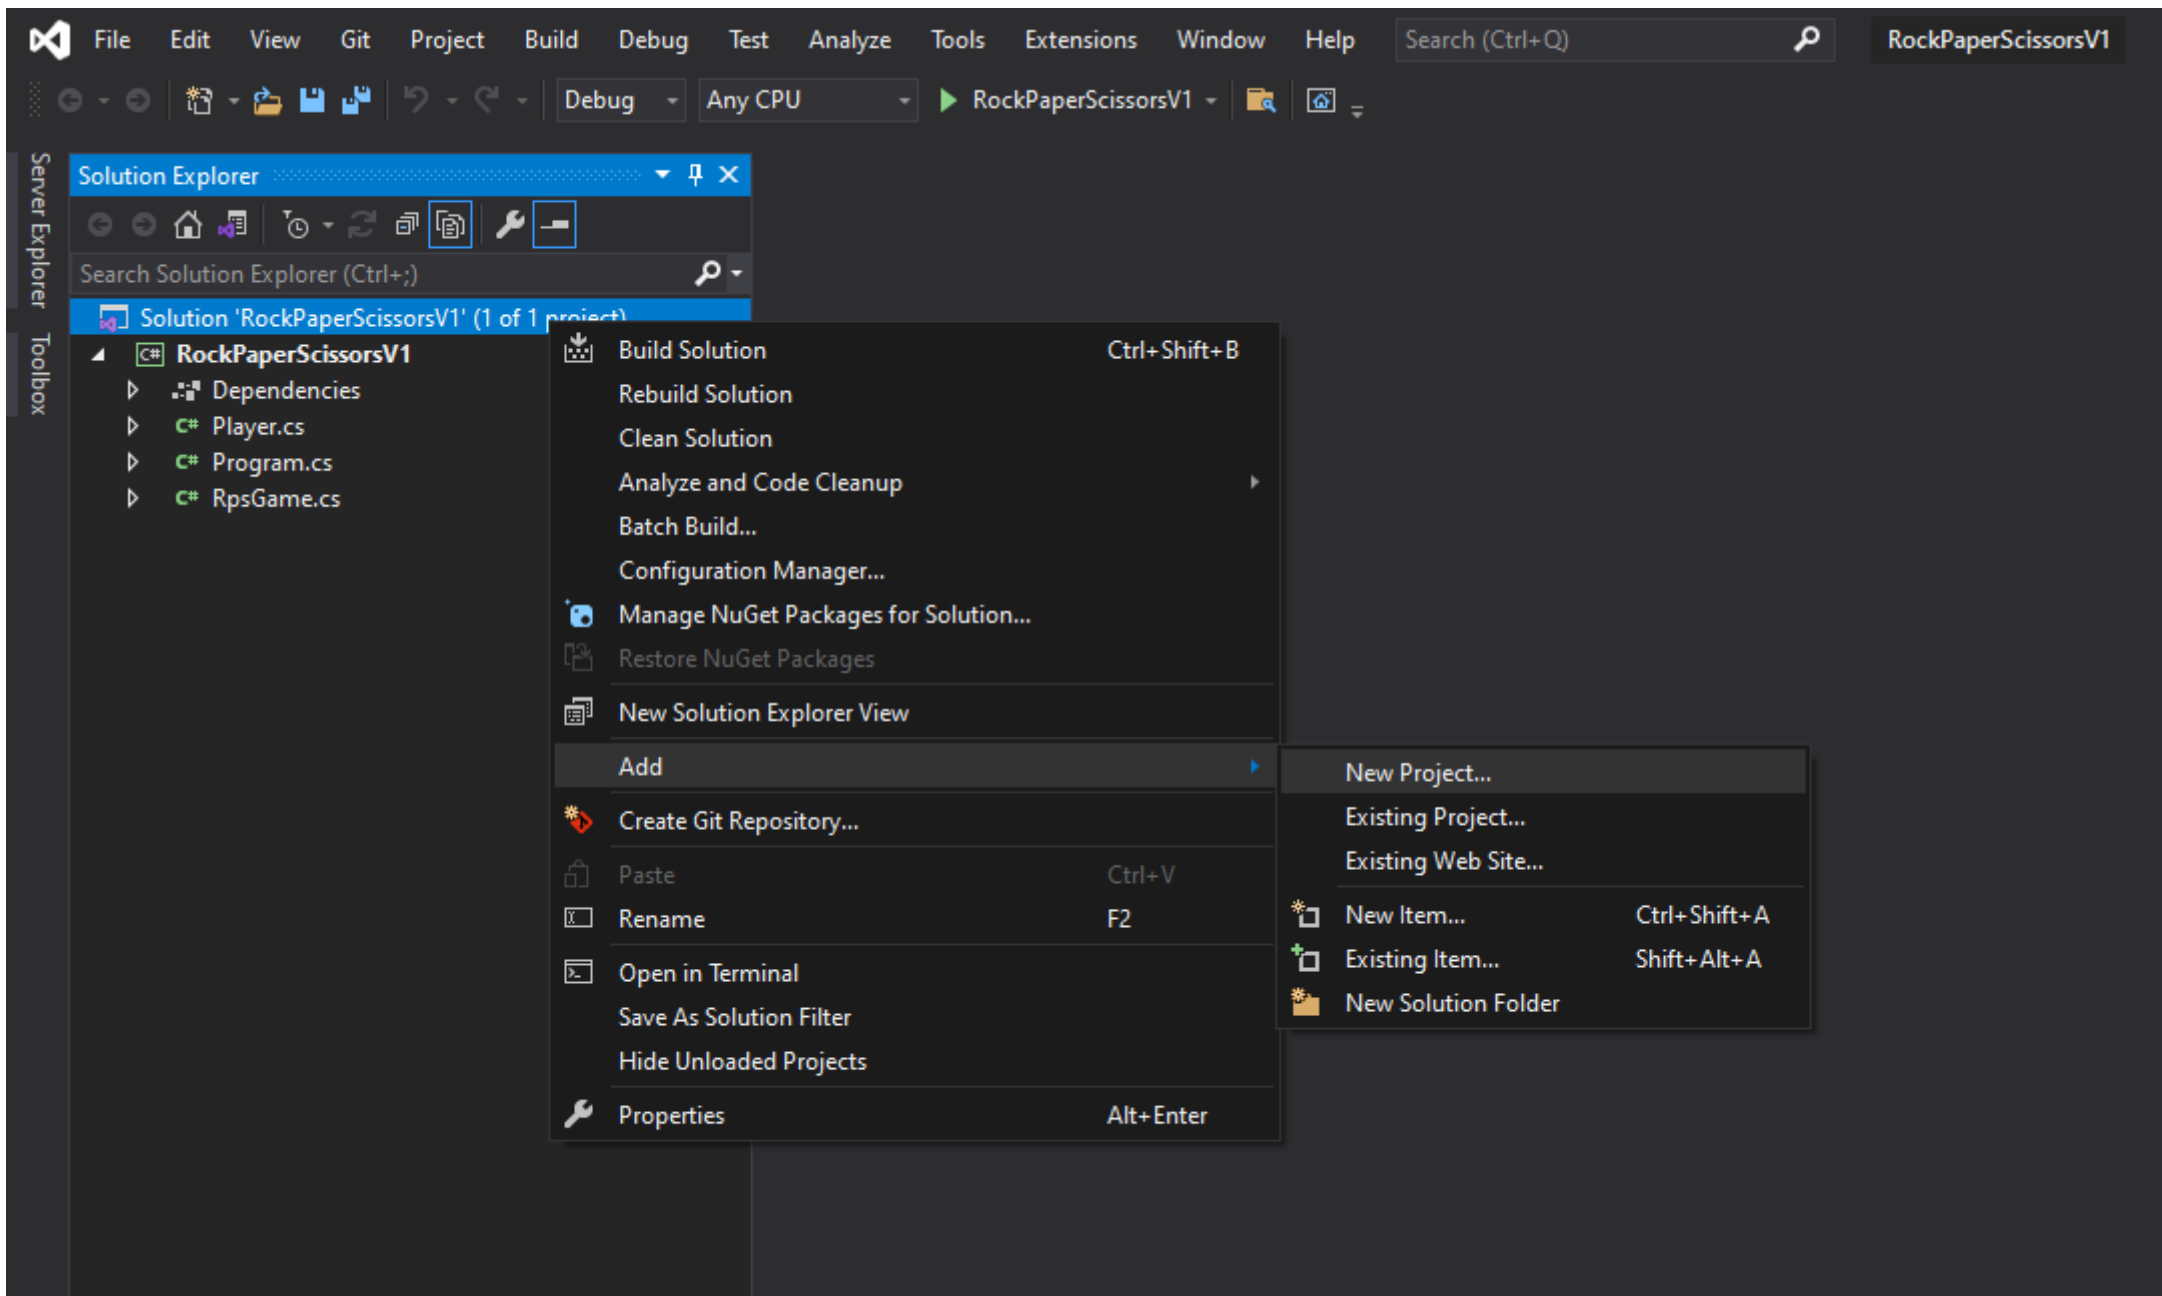 File Edit View Git Project Build Debug Test Analyze Tools Extensions Window Help Search (Ctrl+Q) RockPaperScissorsV1
Debug Any CPU RockPaperScissorsV1
Server Explorer
Toolbox
Solution Explorer
Search Solution Explorer (Ctrl+;)
Solution 'RockPaperScissorsV1' (1 of 1 project)
C# RockPaperScissorsV1
Dependencies
C# Player.cs
C# Program.cs
C# RpsGame.cs
Build Solution Ctrl+Shift+B
Rebuild Solution
Clean Solution
Analyze and Code Cleanup
Batch Build...
Configuration Manager...
Manage NuGet Packages for Solution...
Restore NuGet Packages
New Solution Explorer View
Add
Create Git Repository...
Paste Ctrl+V
Rename F2
Open in Terminal
Save As Solution Filter
Hide Unloaded Projects
Properties Alt+Enter
New Project...
Existing Project...
Existing Web Site...
New Item... Ctrl+Shift+A
Existing Item... Shift+Alt+A
New Solution Folder